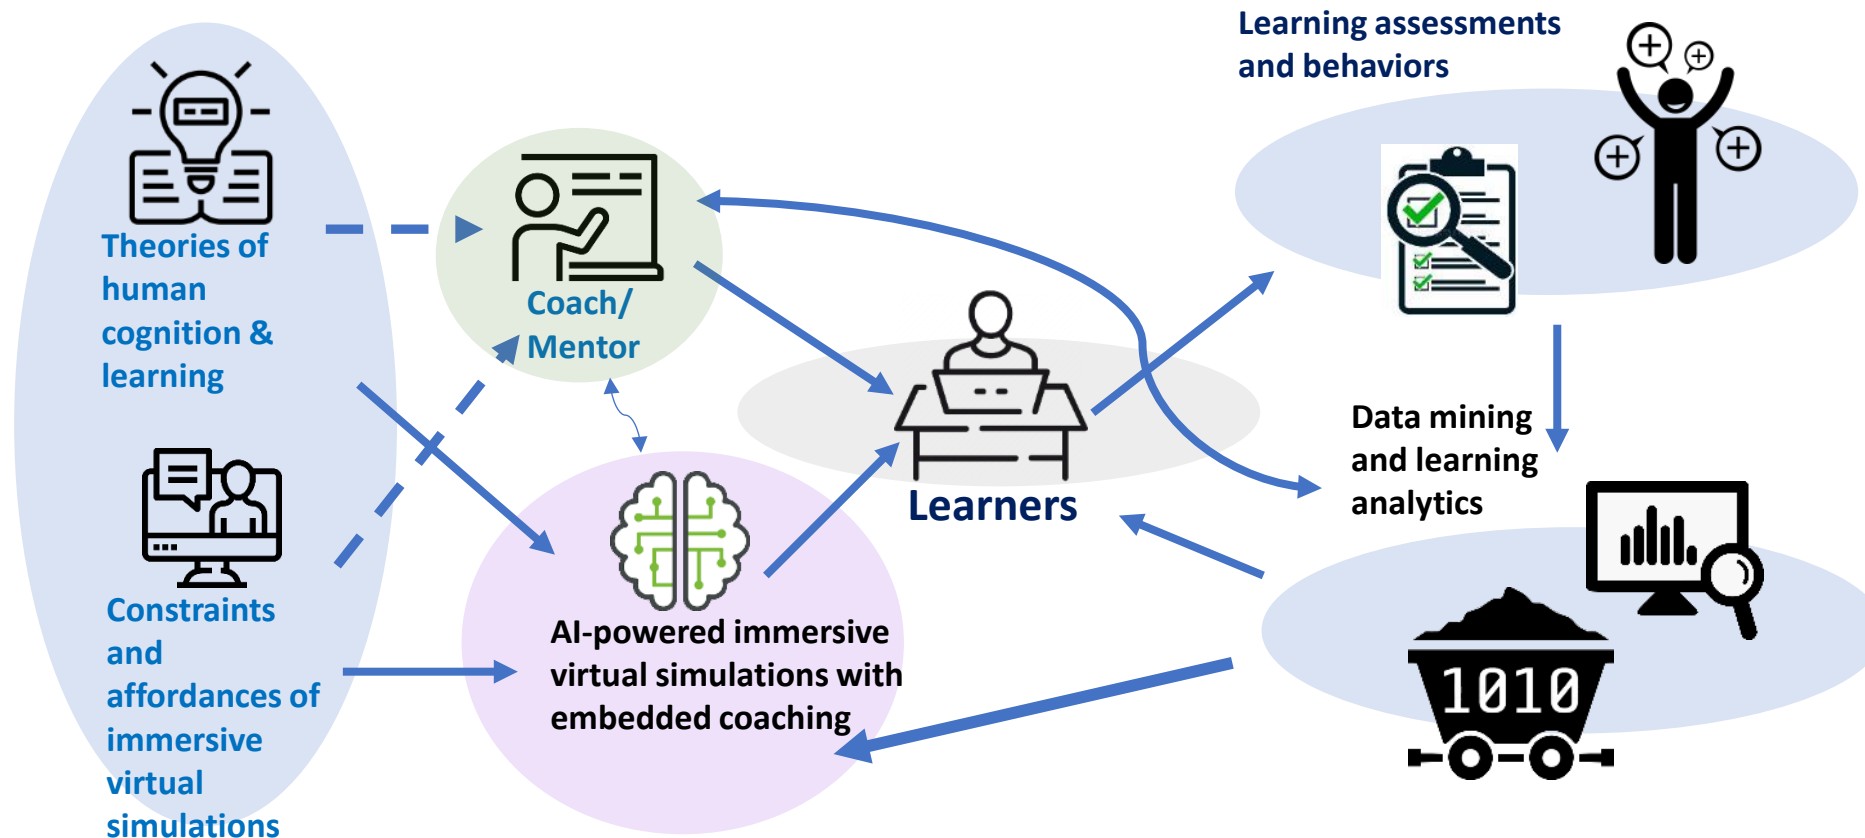 Theories of
human
cognition &
learning
Constraints
and
affordances of
immersive
virtual
simulations
Coach/
Mentor
AI-powered immersive
virtual simulations with
embedded coaching
Learners
Learning assessments
and behaviors
Data mining
and learning
analytics
1010